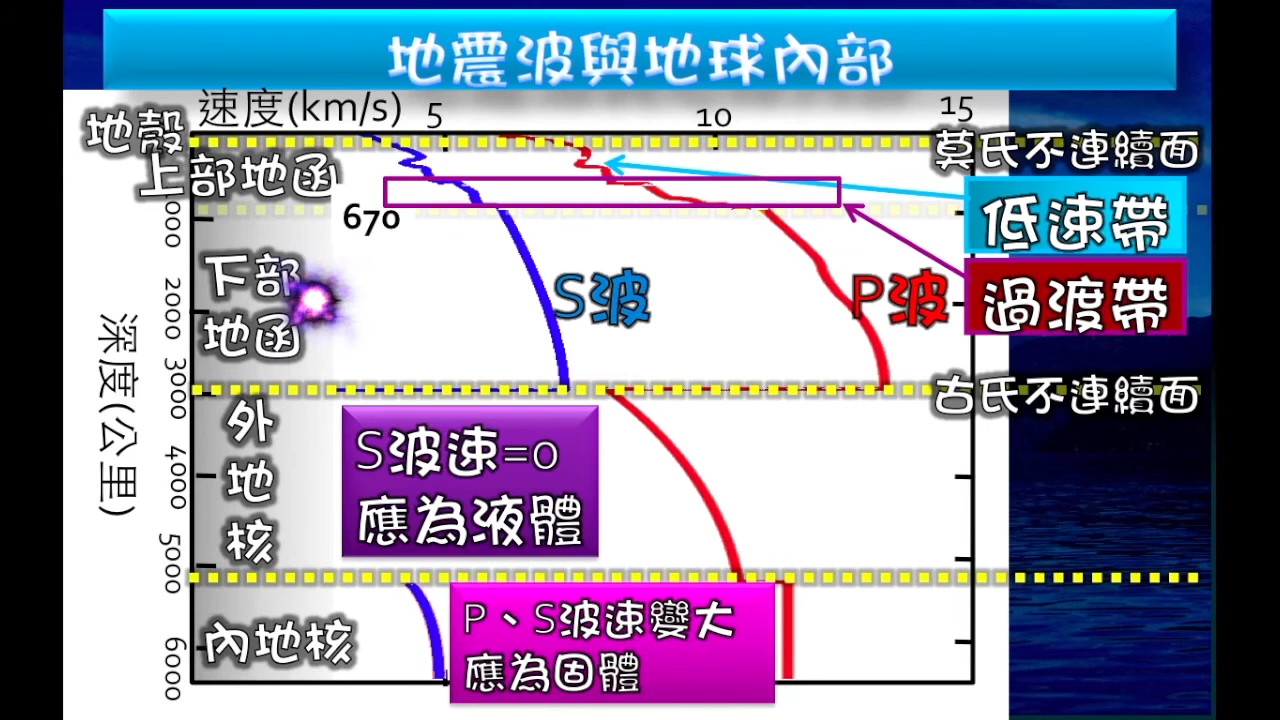 地震波與地球內部
速度(km/s) 5 10 15
地殼
莫氏不連續面
上部地函
低速帶
670
1000
下部
地函
S波
P波
過渡帶
2000
深度(公里)
3000
古氏不連續面
外
地
核
S波速=0
應為液體
4000
5000
內地核
P、S波速變大
應為固體
6000